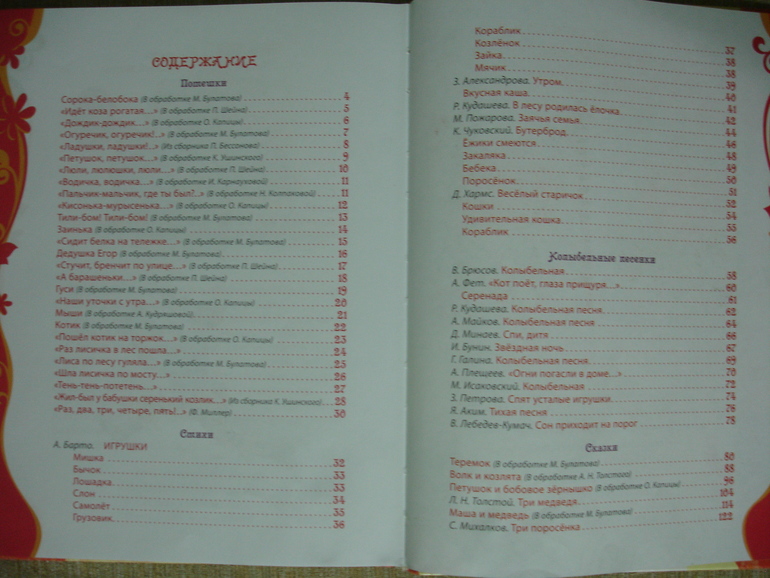 СОДЕРЖАНИЕ
Потешки
Сорока-белобока (В обработке М. Булатова) 4
«Идёт коза рогатая...» (В обработке П. Шейна) 5
«Дождик-дождик...» (В обработке О. Капицы) 6
«Огуречик, огуречик!..» (В обработке М. Булатова) 7
«Ладушки, ладушки!...» (Из сборника П. Бессонова) 8
«Петушок, петушок...» (В обработке К. Ушинского) 9
«Люли, люлюшки, люли...» (В обработке П. Шейна) 10
«Водичка, водичка...» (В обработке И. Карнауховой) 11
«Пальчик-мальчик, где ты был?..» (В обработке Н. Колпаковой) 11
«Кисонька-мурысенька...» (В обработке О. Капицы) 12
Тили-бом! Тили-бом! (В обработке М. Булатова) 13
Заинька (В обработке О. Капицы) 14
«Сидит белка на тележке...» (В обработке М. Булатова) 15
Дедушка Егор (В обработке М. Булатова) 16
«Стучит, бренчит по улице...» (В обработке П. Шейна) 17
«А барашеньки...» (В обработке П. Шейна) 18
Гуси (В обработке М. Булатова) 19
«Наши уточки с утра...» (В обработке О. Капицы) 20
Мыши (В обработке А. Кудряшовой) 21
Котик (В обработке М. Булатова) 22
«Пошёл котик на торжок...» (В обработке О. Капицы) 23
«Раз лисичка в лес пошла...» 24
«Лиса по лесу гуляла...» (В обработке М. Булатова) 25
«Шла лисичка по мосту...» 26
«Тень-тень-потетень...» 27
«Жил-был у бабушки серенький козлик...» (Из сборника К. Ушинского) 28
«Раз, два, три, четыре, пять!..» (Ф. Миллер) 30
Стихи
А. Барто. ИГРУШКИ
Мишка 32
Бычок 33
Лошадка 33
Слон 34
Самолёт 35
Грузовик 36
Кораблик 37
Козлёнок 38
Зайка 38
Мячик 39
З. Александрова. Утром 40
Вкусная каша 41
Р. Кудашева. В лесу родилась ёлочка 42
М. Пожарова. Заячья семья 44
К. Чуковский. Бутерброд 46
Ёжики смеются 48
Закаляка 49
Бебека 50
Поросёнок 51
Д. Хармс. Весёлый старичок 52
Кошки 54
Удивительная кошка 55
Кораблик 56
Колыбельные песенки
В. Брюсов. Колыбельная 58
А. Фет. «Кот поёт, глаза прищуря...» 60
Серенада 61
Р. Кудашева. Колыбельная песня 62
А. Майков. Колыбельная песня 64
Д. Минаев. Спи, дитя 66
И. Бунин. Звёздная ночь 67
Г. Галина. Колыбельная песня 69
А. Плещеев. «Огни погасли в доме...» 70
М. Исаковский. Колыбельная 72
З. Петрова. Спят усталые игрушки 74
Я. Аким. Тихая песня 76
В. Лебедев-Кумач. Сон приходит на порог 78
Сказки
Теремок (В обработке М. Булатова) 80
Волк и козлята (В обработке А. Н. Толстого) 88
Петушок и бобовое зёрнышко (В обработке О. Капицы) 96
Л. Н. Толстой. Три медведя 104
Маша и медведь (В обработке М. Булатова) 114
С. Михалков. Три поросёнка 122